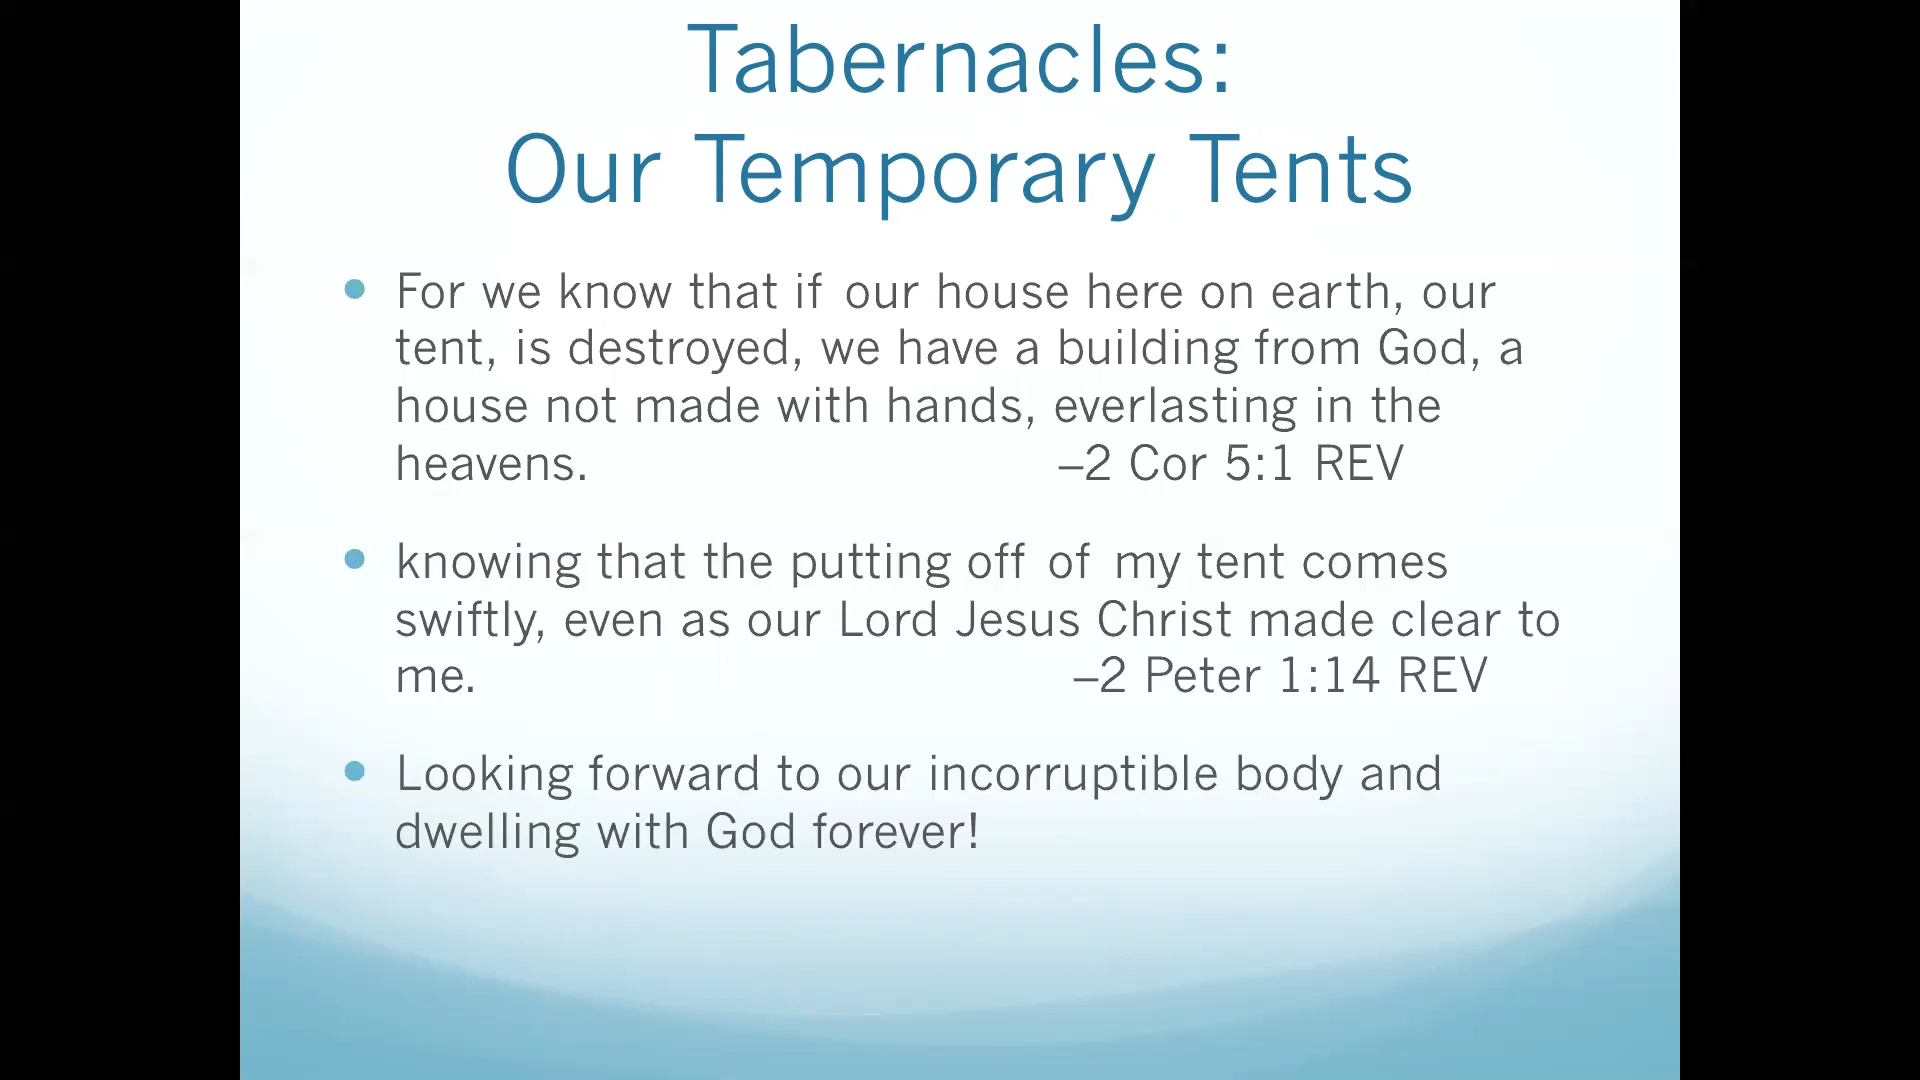 Tabernacles:
Our Temporary Tents
• For we know that if our house here on earth, our
tent, is destroyed, we have a building from God, a
house not made with hands, everlasting in the
heavens. –2 Cor 5:1 REV
• knowing that the putting off of my tent comes
swiftly, even as our Lord Jesus Christ made clear to
me. –2 Peter 1:14 REV
• Looking forward to our incorruptible body and
dwelling with God forever!